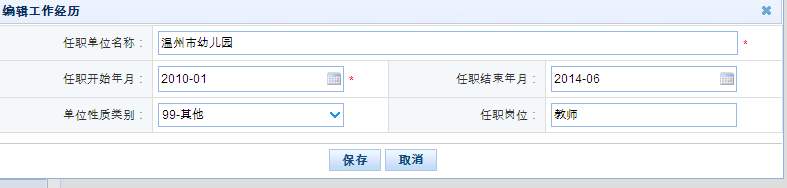 编辑工作经历
任职单位名称： 温州市幼儿园 *
任职开始年月： 2010-01 * 任职结束年月： 2014-06
单位性质类别： 99-其他 任职岗位： 教师
保存 取消